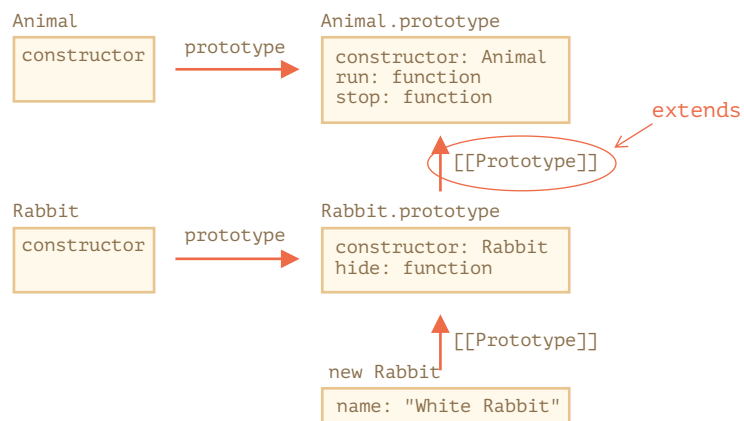 Animal
constructor
prototype
Animal.prototype
constructor: Animal
run: function
stop: function
extends
[[Prototype]]
Rabbit
constructor
prototype
Rabbit.prototype
constructor: Rabbit
hide: function
[[Prototype]]
new Rabbit
name: "White Rabbit"